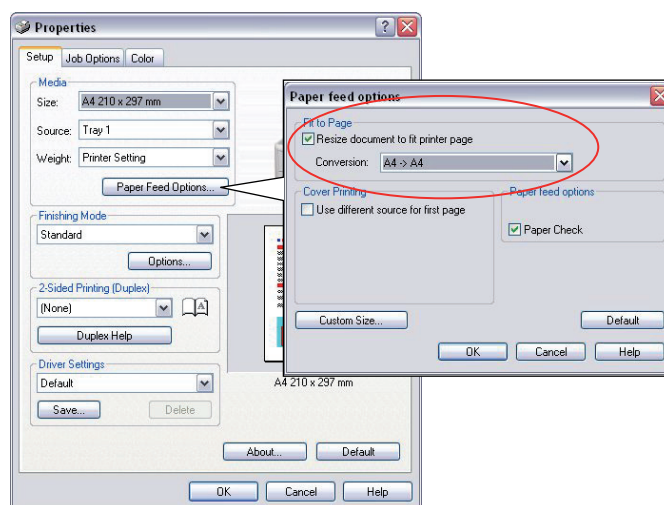 Properties
Setup
Job Options
Color
Media
Size:
A4 210 x 297 mm
Source:
Tray 1
Weight:
Printer Setting
Paper Feed Options...
Finishing Mode
Standard
Options...
2-Sided Printing (Duplex)
(None)
A
Duplex Help
Driver Settings
Default
Save...
Delete
A4 210 x 297 mm
About...
Default
OK
Cancel
Help
Paper feed options
Fit to Page
Resize document to fit printer page
Conversion:
A4 -> A4
Cover Printing
Use different source for first page
Paper feed options
Paper Check
Custom Size...
Default
OK
Cancel
Help